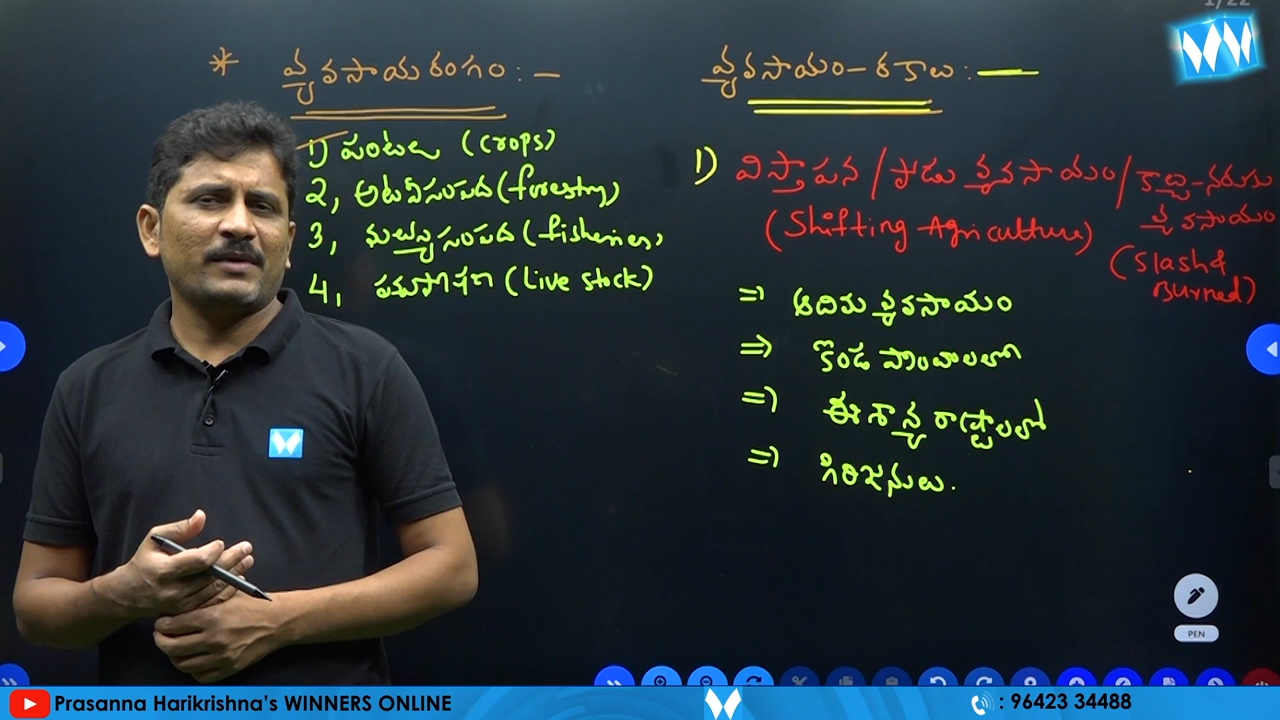 1/22
* వ్యవసాయరంగం : -
1) పంటలు (crops)
2, అటవీసంపద (forestry)
3, మత్స్యసంపద (fisheries)
4, పశుపోషణ (Live stock)
వ్యవసాయం - రకాలు : -
1) విస్తాపన / పోడు వ్యవసాయం / కాల్చు - నరుకు
వ్యవసాయం
(Shifting Agriculture)
(Slash &
Burned)
⇒ ఆదిమ వ్యవసాయం
⇒ కొండ ప్రాంతాలలో
⇒ ఈశాన్య రాష్ట్రాలలో
⇒ గిరిజనులు.
W
PEN
Prasanna Harikrishna's WINNERS ONLINE
W
: 96423 34488